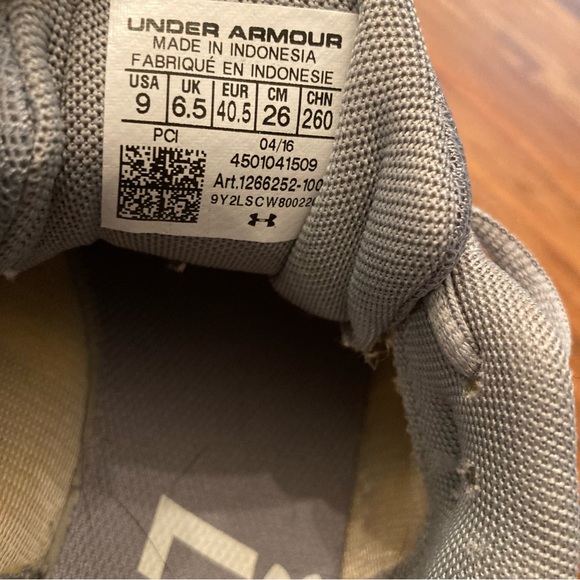 UNDER ARMOUR
MADE IN INDONESIA
FABRIQUÉ EN INDONESIE
USA UK EUR CM CHN
9 6.5 40.5 26 260
PCI 04/16
4501041509
Art.1266252-100